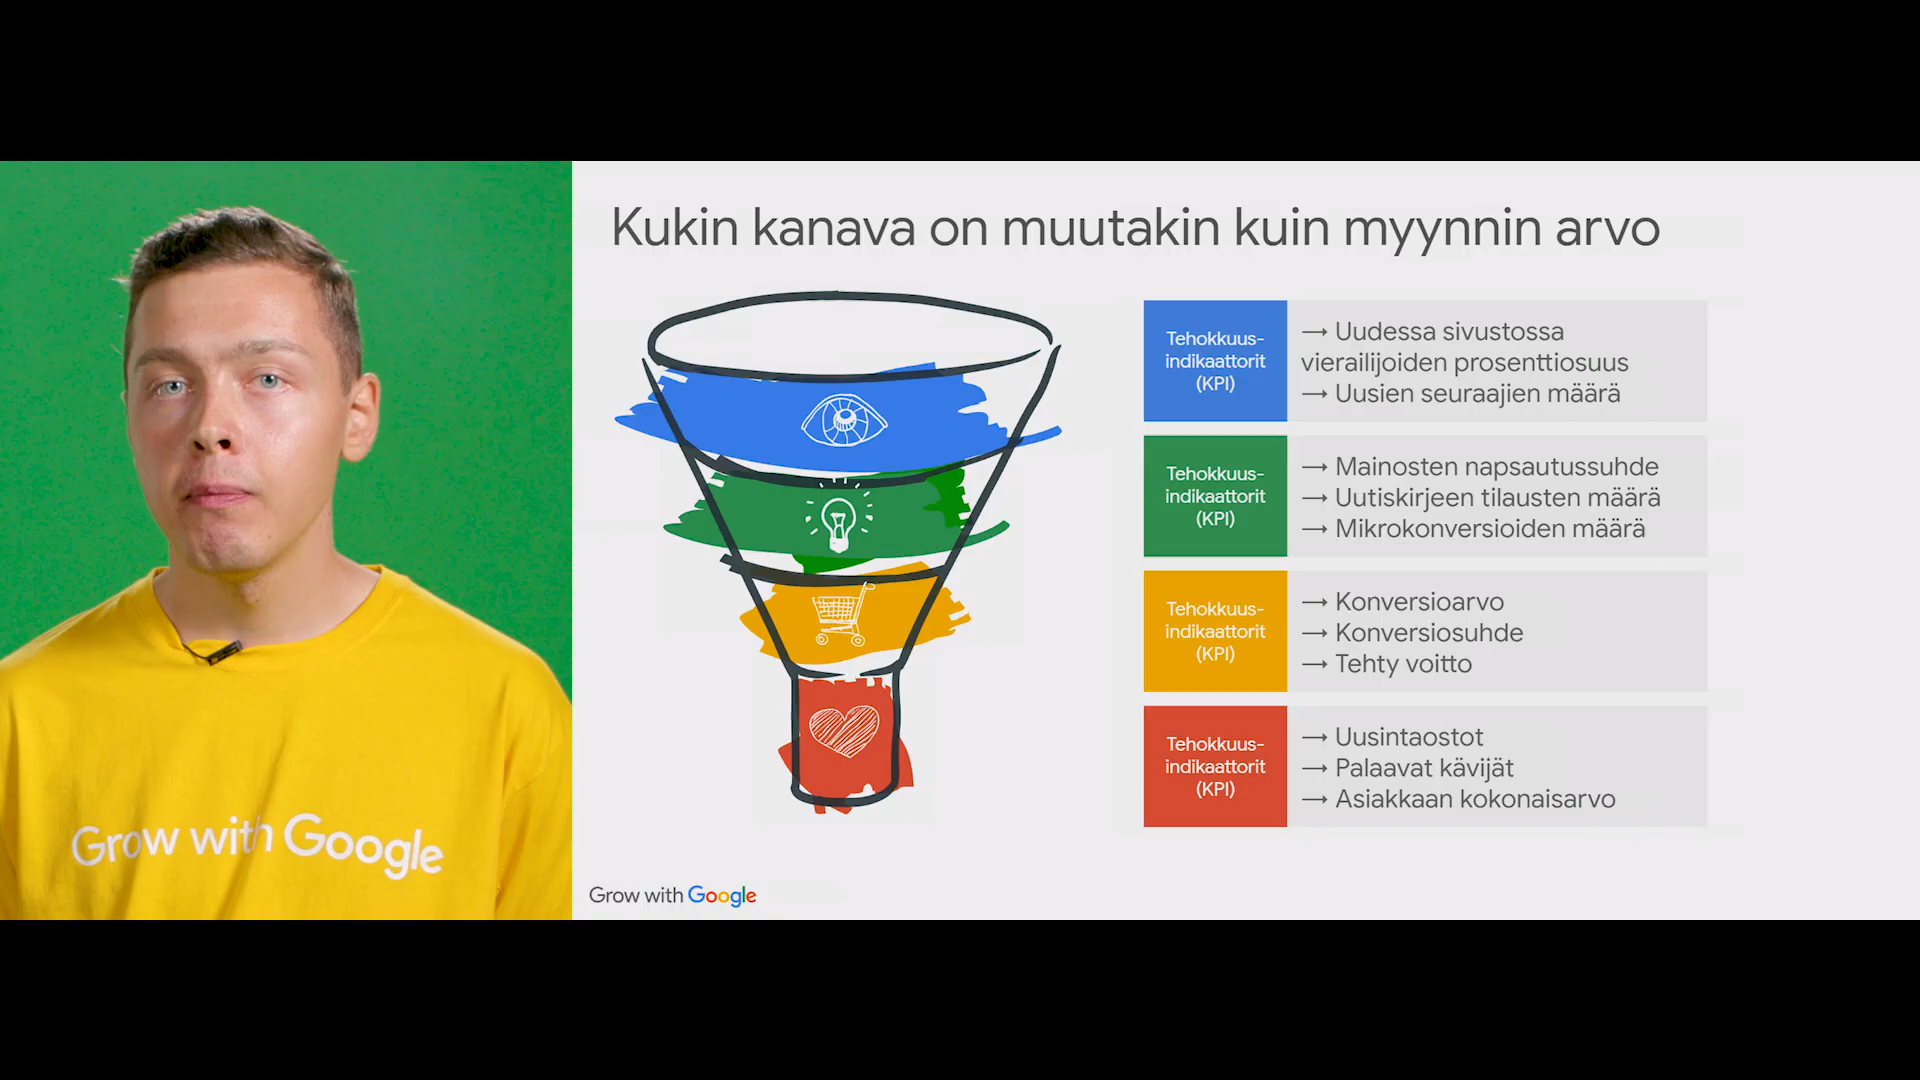 Kukin kanava on muutakin kuin myynnin arvo
Tehokkuus-
indikaattorit
(KPI)
→ Uudessa sivustossa
vierailijoiden prosenttiosuus
→ Uusien seuraajien määrä
Tehokkuus-
indikaattorit
(KPI)
→ Mainosten napsautussuhde
→ Uutiskirjeen tilausten määrä
→ Mikrokonversioiden määrä
Tehokkuus-
indikaattorit
(KPI)
→ Konversioarvo
→ Konversiosuhde
→ Tehty voitto
Tehokkuus-
indikaattorit
(KPI)
→ Uusintaostot
→ Palaavat kävijät
→ Asiakkaan kokonaisarvo
Grow with Google
Grow with Google